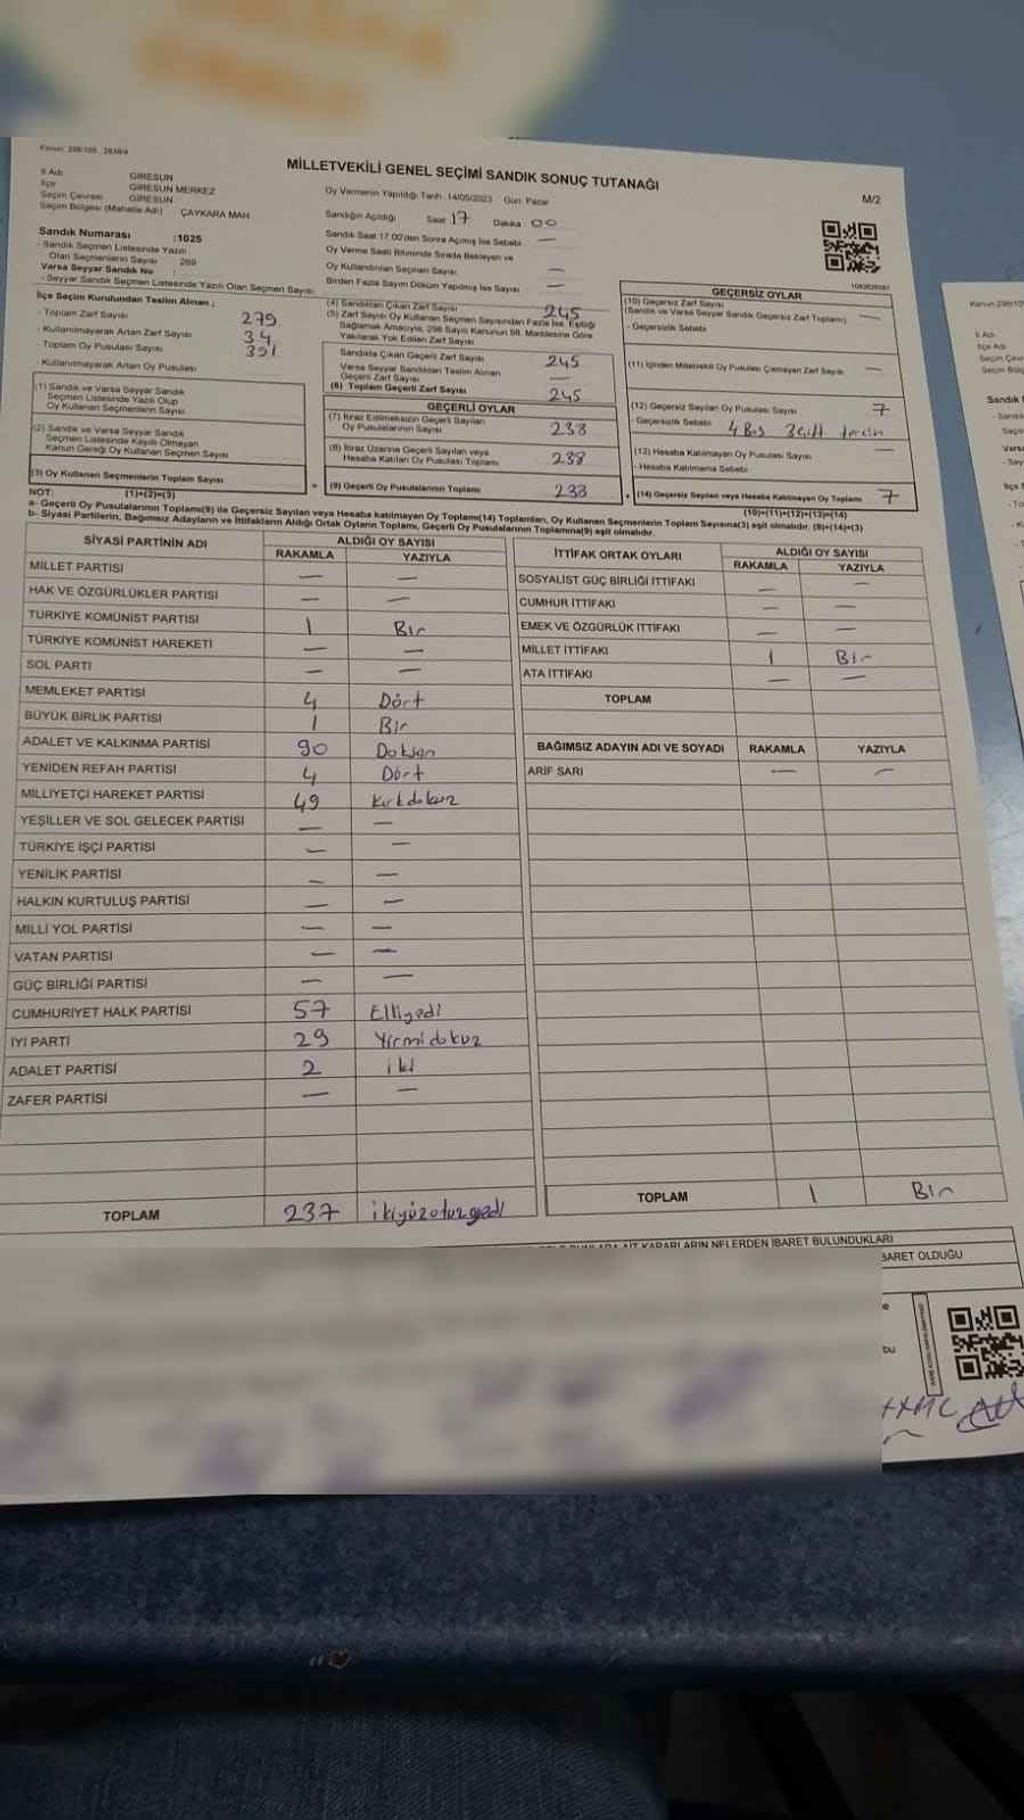 MİLLETVEKİLİ GENEL SEÇİMİ SANDIK SONUÇ TUTANAĞI
M/2
İl Adı GİRESUN
İlçe GİRESUN MERKEZ
Seçim Çevresi GİRESUN
Seçim Bölgesi (Mahalle Adı) ÇAYKARA MAH
Oy Vermenin Yapıldığı Tarih: 14/05/2023 Gün: Pazar
Sandığın Açıldığı Saat 17 Dakika 00
Sandık Saat 17.00'den Sonra Açılmış İse Sebebi —
Oy Verme Saati Bitiminde Sırada Bekleyen ve
Oy Kullandırılan Seçmen Sayısı —
Birden Fazla Sayım Döküm Yapılmış İse Sayısı —
Sandık Numarası :1025
- Sandık Seçmen Listesinde Yazılı
Olan Seçmenlerin Sayısı 269
Varsa Seyyar Sandık No :
- Seyyar Sandık Seçmen Listesinde Yazılı Olan Seçmen Sayısı
İlçe Seçim Kurulundan Teslim Alınan ;
- Toplam Zarf Sayısı 279
- Kullanılmayarak Artan Zarf Sayısı 34
- Toplam Oy Pusulası Sayısı 351
- Kullanılmayarak Artan Oy Pusulası
(1) Sandık ve Varsa Seyyar Sandık
Seçmen Listesinde Yazılı Olup
Oy Kullanan Seçmenlerin Sayısı
(2) Sandık ve Varsa Seyyar Sandık
Seçmen Listesinde Kayıtlı Olmayan
Kanun Gereği Oy Kullanan Seçmen Sayısı
(3) Oy Kullanan Seçmenlerin Toplam Sayısı
(1)+(2)=(3)
(4) Sandıktan Çıkan Zarf Sayısı 245
(5) Zarf Sayısı Oy Kullanan Seçmen Sayısından Fazla İse, Eşitliği
Sağlamak Amacıyla, 298 Sayılı Kanunun 98. Maddesine Göre
Yakılarak Yok Edilen Zarf Sayısı
Sandıkta Çıkan Geçerli Zarf Sayısı 245
Varsa Seyyar Sandıktan Teslim Alınan
Geçerli Zarf Sayısı —
(6) Toplam Geçerli Zarf Sayısı 245
GEÇERLİ OYLAR
(7) İtiraz Edilmeksizin Geçerli Sayılan
Oy Pusulalarının Sayısı 238
(8) İtiraz Üzerine Geçerli Sayılan veya
Hesaba Katılan Oy Pusulası Toplamı 238
(9) Geçerli Oy Pusulalarının Toplamı 238
GEÇERSİZ OYLAR
(10) Geçersiz Zarf Sayısı
(Sandık ve Varsa Seyyar Sandık Geçersiz Zarf Toplamı) —
- Geçersizlik Sebebi
(11) İçinden Milletvekili Oy Pusulası Çıkmayan Zarf Sayısı —
(12) Geçersiz Sayılan Oy Pusulası Sayısı 7
- Geçersizlik Sebebi 4 Boş 3 çift tercih
(13) Hesaba Katılmayan Oy Pusulası Sayısı —
- Hesaba Katılmama Sebebi
(14) Geçersiz Sayılan veya Hesaba Katılmayan Oy Toplamı 7
(10)+(11)+(12)+(13)=(14)
NOT:
a- Geçerli Oy Pusulalarının Toplamı(9) ile Geçersiz Sayılan veya Hesaba katılmayan Oy Toplamı(14) Toplamları, Oy Kullanan Seçmenlerin Toplam Sayısına(3) eşit olmalıdır. (9)+(14)=(3)
b- Siyasi Partilerin, Bağımsız Adayların ve İttifakların Aldığı Ortak Oyların Toplamı, Geçerli Oy Pusulalarının Toplamına(9) eşit olmalıdır.
SİYASİ PARTİNİN ADI ALDIĞI OY SAYISI
RAKAMLA YAZIYLA
MİLLET PARTİSİ — —
HAK VE ÖZGÜRLÜKLER PARTİSİ — —
TÜRKİYE KOMÜNİST PARTİSİ 1 Bir
TÜRKİYE KOMÜNİST HAREKETİ — —
SOL PARTİ — —
MEMLEKET PARTİSİ 4 Dört
BÜYÜK BİRLİK PARTİSİ 1 Bir
ADALET VE KALKINMA PARTİSİ 90 Doksan
YENİDEN REFAH PARTİSİ 4 Dört
MİLLİYETÇİ HAREKET PARTİSİ 49 Kırkdokuz
YEŞİLLER VE SOL GELECEK PARTİSİ — —
TÜRKİYE İŞÇİ PARTİSİ — —
YENİLİK PARTİSİ — —
HALKIN KURTULUŞ PARTİSİ — —
MİLLİ YOL PARTİSİ — —
VATAN PARTİSİ — —
GÜÇ BİRLİĞİ PARTİSİ — —
CUMHURİYET HALK PARTİSİ 57 Elliyedi
İYİ PARTİ 29 Yirmidokuz
ADALET PARTİSİ 2 iki
ZAFER PARTİSİ — —
TOPLAM 237 ikiyüzotuzyedi
İTTİFAK ORTAK OYLARI ALDIĞI OY SAYISI
RAKAMLA YAZIYLA
SOSYALİST GÜÇ BİRLİĞİ İTTİFAKI — —
CUMHUR İTTİFAKI — —
EMEK VE ÖZGÜRLÜK İTTİFAKI — —
MİLLET İTTİFAKI 1 Bir
ATA İTTİFAKI — —
TOPLAM
BAĞIMSIZ ADAYIN ADI VE SOYADI RAKAMLA YAZIYLA
ARİF SARI — —
TOPLAM 1 Bir
KARARLARIN NELERDEN İBARET BULUNDUKLARI
BARET OLDUĞU
bu
Kanun 298/10
İl Adı
İlçe Adı
Sandık